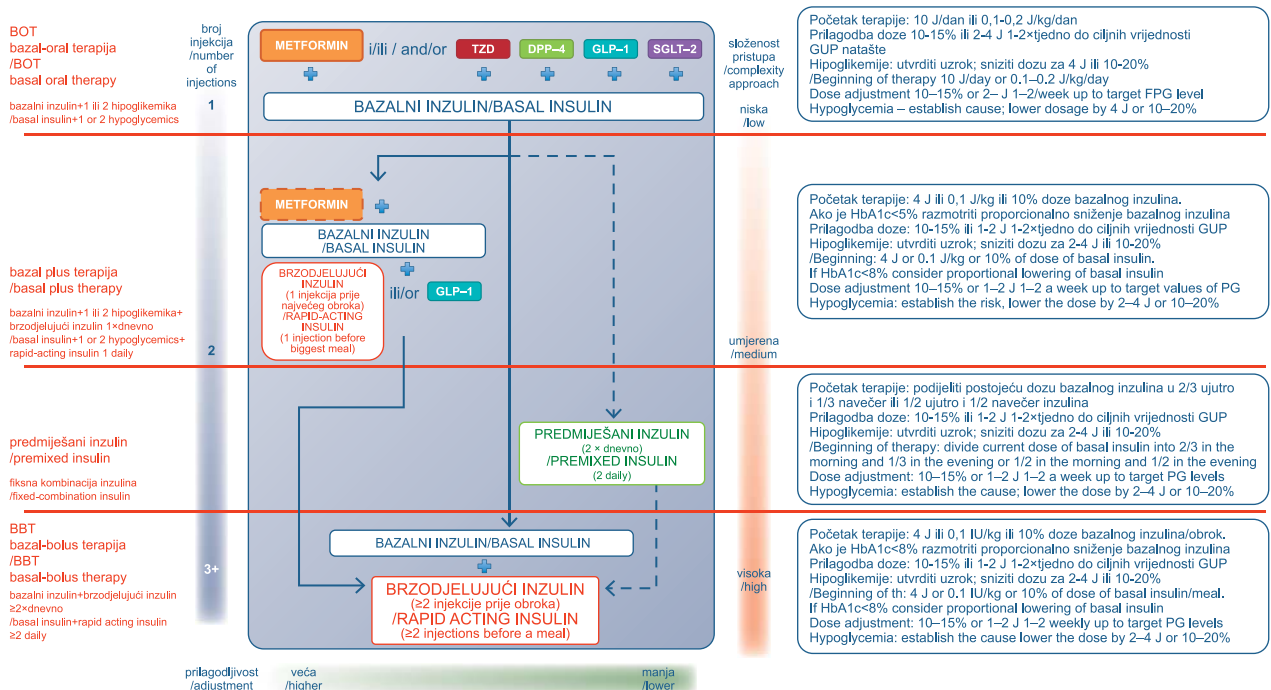 BOT
bazal-oral terapija
/BOT
basal oral therapy
bazalni inzulin+1 ili 2 hipoglikemika
/basal insulin+1 or 2 hypoglycemics
broj
injekcija
/number
of
injections
1
METFORMIN
i/ili / and/or
TZD
DPP–4
GLP–1
SGLT–2
+ + + + +
BAZALNI INZULIN/BASAL INSULIN
složenost
pristupa
/complexity
approach
niska
/low
Početak terapije: 10 J/dan ili 0,1-0,2 J/kg/dan
Prilagodba doze 10-15% ili 2-4 J 1-2×tjedno do ciljnih vrijednosti
GUP natašte
Hipoglikemije: utvrditi uzrok; sniziti dozu za 4 J ili 10-20%
/Beginning of therapy 10 J/day or 0.1–0.2 J/kg/day
Dose adjustment 10–15% or 2– J 1–2/week up to target FPG level
Hypoglycemia – establish cause; lower dosage by 4 J or 10–20%
bazal plus terapija
/basal plus therapy
bazalni inzulin+1 ili 2 hipoglikemika+
brzodjelujući inzulin 1×dnevno
/basal insulin+1 or 2 hypoglycemics+
rapid-acting insulin 1 daily
2
METFORMIN +
BAZALNI INZULIN
/BASAL INSULIN
+
BRZODJELUJUĆI
INZULIN
(1 injekcija prije
najvećeg obroka)
/RAPID-ACTING
INSULIN
(1 injection before
biggest meal)
ili/or
GLP–1
umjerena
/medium
Početak terapije: 4 J ili 0,1 J/kg ili 10% doze bazalnog inzulina.
Ako je HbA1c<5% razmotriti proporcionalno sniženje bazalnog inzulina
Prilagodba doze: 10-15% ili 1-2 J 1-2×tjedno do ciljnih vrijednosti GUP
Hipoglikemije: utvrditi uzrok; sniziti dozu za 2-4 J ili 10-20%
/Beginning: 4 J or 0.1 J/kg or 10% of dose of basal insulin.
If HbA1c<8% consider proportional lowering of basal insulin
Dose adjustment 10–15% or 1–2 J 1–2 a week up to target values of PG
Hypoglycemia: establish the risk, lower the dose by 2–4 J or 10–20%
predmiješani inzulin
/premixed insulin
fiksna kombinacija inzulina
/fixed-combination insulin
PREDMIJEŠANI INZULIN
(2 × dnevno)
/PREMIXED INSULIN
(2 daily)
Početak terapije: podijeliti postojeću dozu bazalnog inzulina u 2/3 ujutro
i 1/3 navečer ili 1/2 ujutro i 1/2 navečer inzulina
Prilagodba doze: 10-15% ili 1-2 J 1-2×tjedno do ciljnih vrijednosti GUP
Hipoglikemije: utvrditi uzrok; sniziti dozu za 2-4 J ili 10-20%
/Beginning of therapy: divide current dose of basal insulin into 2/3 in the
morning and 1/3 in the evening or 1/2 in the morning and 1/2 in the evening
Dose adjustment: 10–15% or 1–2 J 1–2 a week up to target PG levels
Hypoglycemia: establish the cause; lower the dose by 2–4 J or 10–20%
BBT
bazal-bolus terapija
/BBT
basal-bolus therapy
bazalni inzulin+brzodjelujući inzulin
≥2×dnevno
/basal insulin+rapid acting insulin
≥2 daily
3+
BAZALNI INZULIN/BASAL INSULIN
+
BRZODJELUJUĆI INZULIN
(≥2 injekcije prije obroka)
/RAPID ACTING INSULIN
(≥2 injections before a meal)
visoka
/high
Početak terapije: 4 J ili 0,1 IU/kg ili 10% doze bazalnog inzulina/obrok.
Ako je HbA1c<8% razmotriti proporcionalno sniženje bazalnog inzulina
Prilagodba doze: 10-15% ili 1-2 J 1-2×tjedno do ciljnih vrijednosti GUP
Hipoglikemije: utvrditi uzrok; sniziti dozu za 2-4 J ili 10-20%
/Beginning of th: 4 J or 0.1 IU/kg or 10% of dose of basal insulin/meal.
If HbA1c<8% consider proportional lowering of basal insulin
Dose adjustment: 10–15% or 1–2 J 1–2 weekly up to target PG levels
Hypoglycemia: establish the cause lower the dose by 2–4 J or 10–20%
prilagodljivost
/adjustment
veća
/higher
manja
/lower